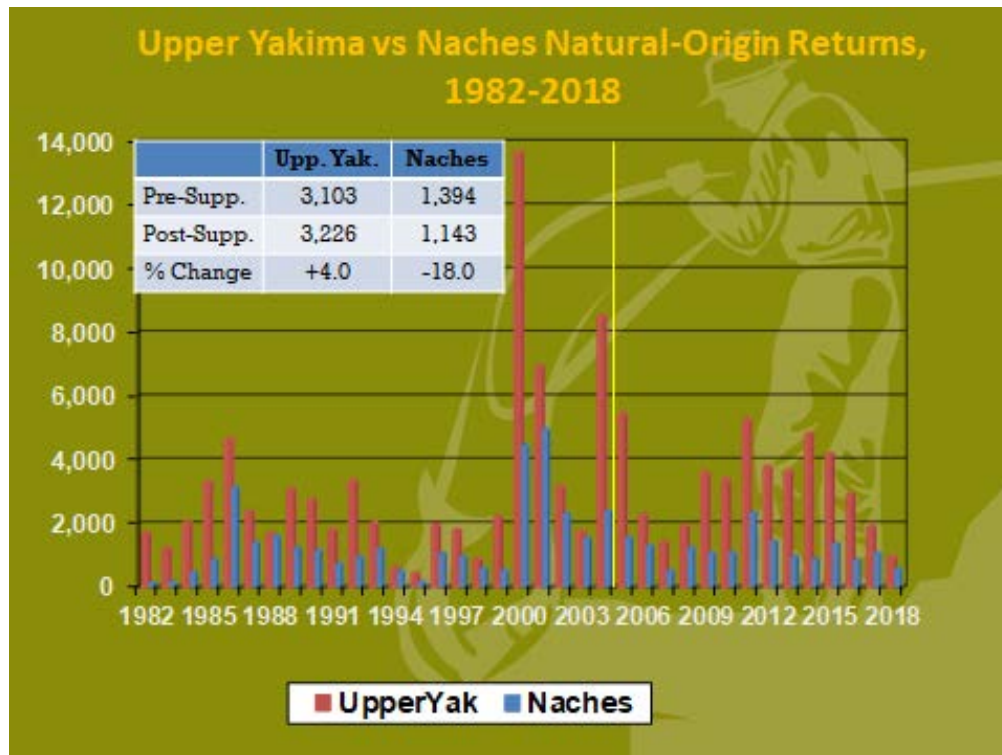 Upper Yakima vs Naches Natural-Origin Returns,
1982-2018
14,000
12,000
10,000
8,000
6,000
4,000
2,000
0
Upp. Yak. Naches
Pre-Supp. 3,103 1,394
Post-Supp. 3,226 1,143
% Change +4.0 -18.0
1982 1985 1988 1991 1994 1997 2000 2003 2006 2009 2012 2015 2018
UpperYak Naches